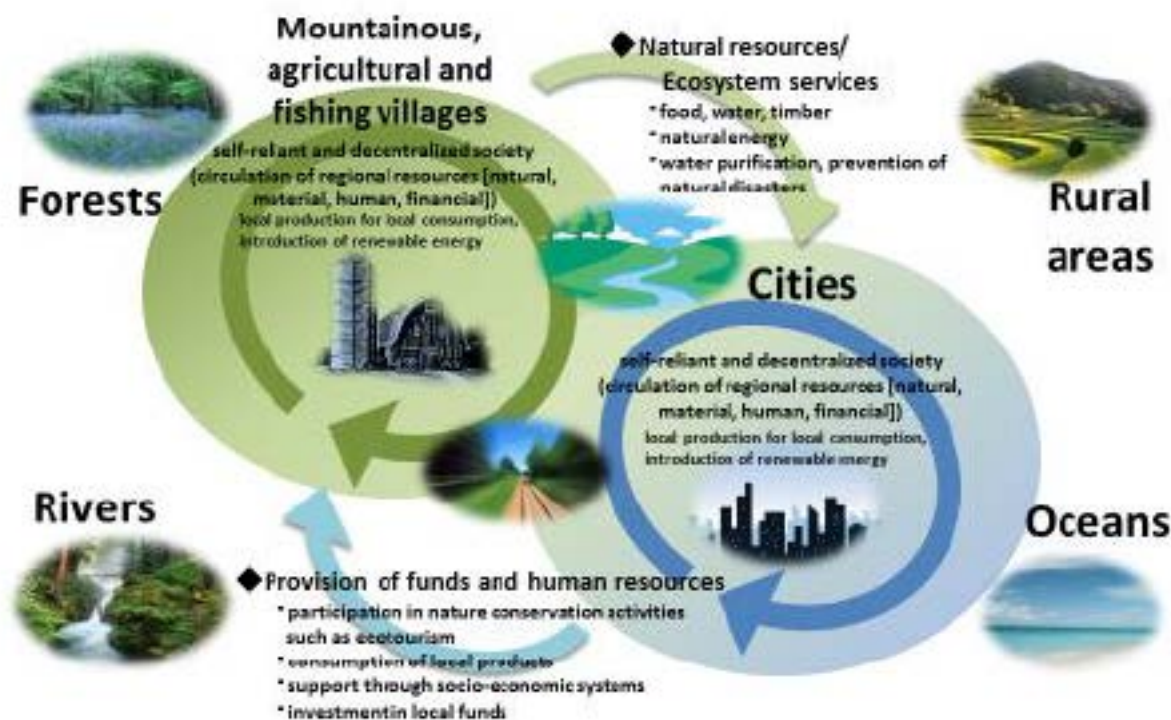 Mountainous,
agricultural and
fishing villages
self-reliant and decentralized society
(circulation of regional resources [natural,
material, human, financial])
local production for local consumption,
introduction of renewable energy
◆Natural resources/
Ecosystem services
*food, water, timber
*naturalenergy
*water purification, prevention of
natural disasters
Forests
Rural
areas
Cities
self-reliant and decentralized society
(circulation of regional resources [natural,
material, human, financial])
local production for local consumption,
introduction of renewable energy
Rivers
Oceans
◆Provision of funds and human resources
*participation in nature conservation activities
such as ecotourism
*consumption of local products
*support through socio-economic systems
*investmentin local funds